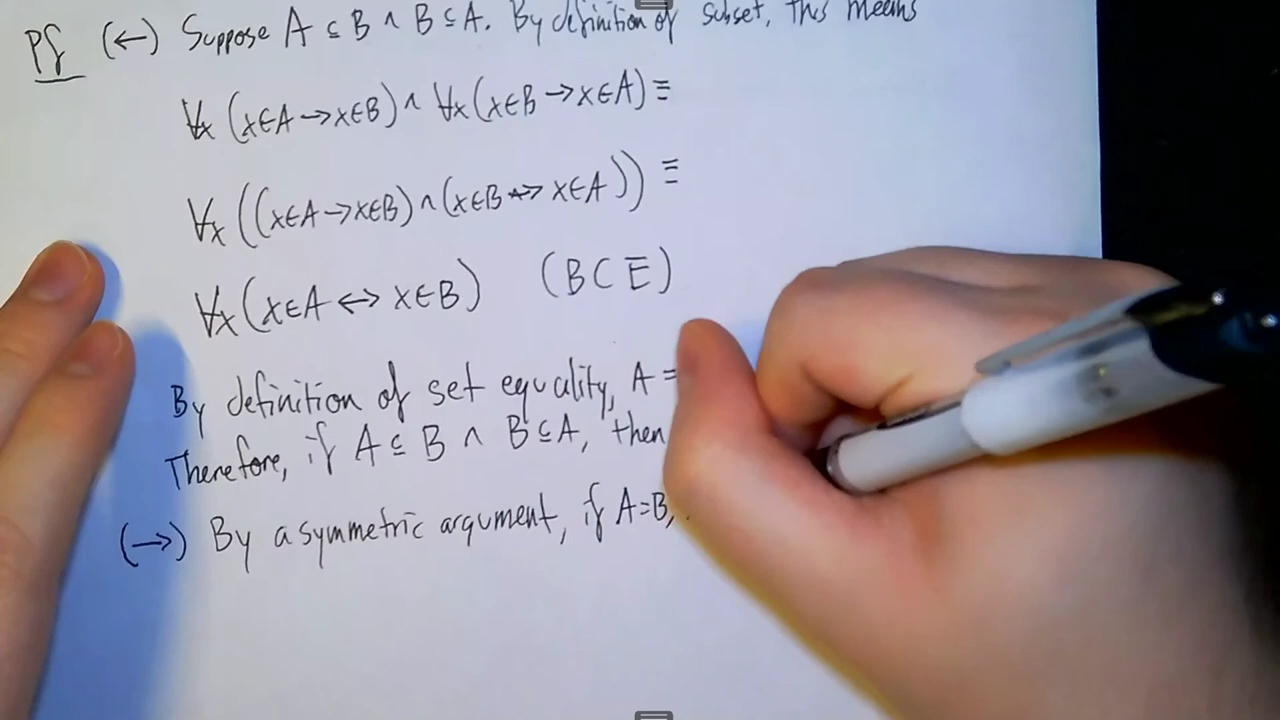 Pf (←) Suppose A ⊆ B ∧ B ⊆ A. By definition of subset, this means
∀x (x∈A → x∈B) ∧ ∀x (x∈B → x∈A) ≡
∀x ((x∈A → x∈B) ∧ (x∈B → x∈A)) ≡
∀x (x∈A ↔ x∈B) (BCE)
By definition of set equality, A =
Therefore, if A ⊆ B ∧ B ⊆ A, then
(→) By a symmetric argument, if A=B,